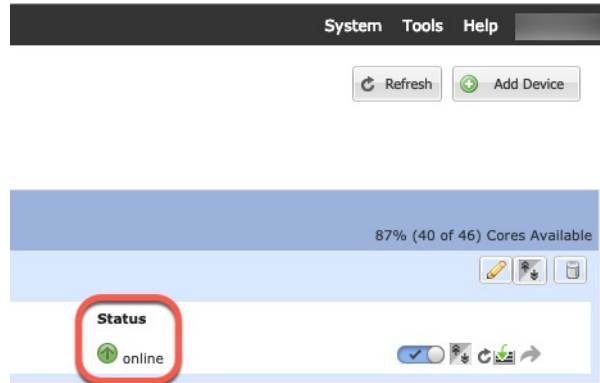 System Tools Help
Refresh Add Device
87% (40 of 46) Cores Available
Status
online